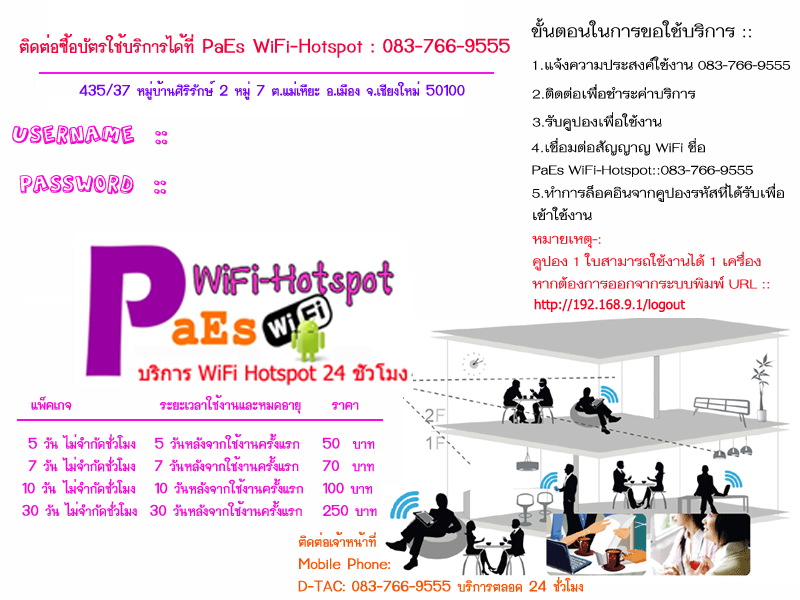 ติดต่อซื้อบัตรใช้บริการได้ที่ PaEs WiFi-Hotspot : 083-766-9555
435/37 หมู่บ้านศิริรักษ์ 2 หมู่ 7 ต.แม่เหียะ อ.เมือง จ.เชียงใหม่ 50100
USERNAME ::
PASSWORD ::
ขั้นตอนในการขอใช้บริการ ::
1.แจ้งความประสงค์ใช้งาน 083-766-9555
2.ติดต่อเพื่อชำระค่าบริการ
3.รับคูปองเพื่อใช้งาน
4.เชื่อมต่อสัญญาณ WiFi ชื่อ
PaEs WiFi-Hotspot::083-766-9555
5.ทำการล็อคอินจากคูปองรหัสที่ได้รับเพื่อ
เข้าใช้งาน
หมายเหตุ-:
คูปอง 1 ใบสามารถใช้งานได้ 1 เครื่อง
หากต้องการออกจากระบบพิมพ์ URL ::
http://192.168.9.1/logout
WiFi-Hotspot
PaEs WiFi
บริการ WiFi Hotspot 24 ชั่วโมง
แพ็คเกจ ระยะเวลาใช้งานและหมดอายุ ราคา
5 วัน ไม่จำกัดชั่วโมง 5 วันหลังจากใช้งานครั้งแรก 50 บาท
7 วัน ไม่จำกัดชั่วโมง 7 วันหลังจากใช้งานครั้งแรก 70 บาท
10 วัน ไม่จำกัดชั่วโมง 10 วันหลังจากใช้งานครั้งแรก 100 บาท
30 วัน ไม่จำกัดชั่วโมง 30 วันหลังจากใช้งานครั้งแรก 250 บาท
2F
1F
ติดต่อเจ้าหน้าที่
Mobile Phone:
D-TAC: 083-766-9555 บริการตลอด 24 ชั่วโมง